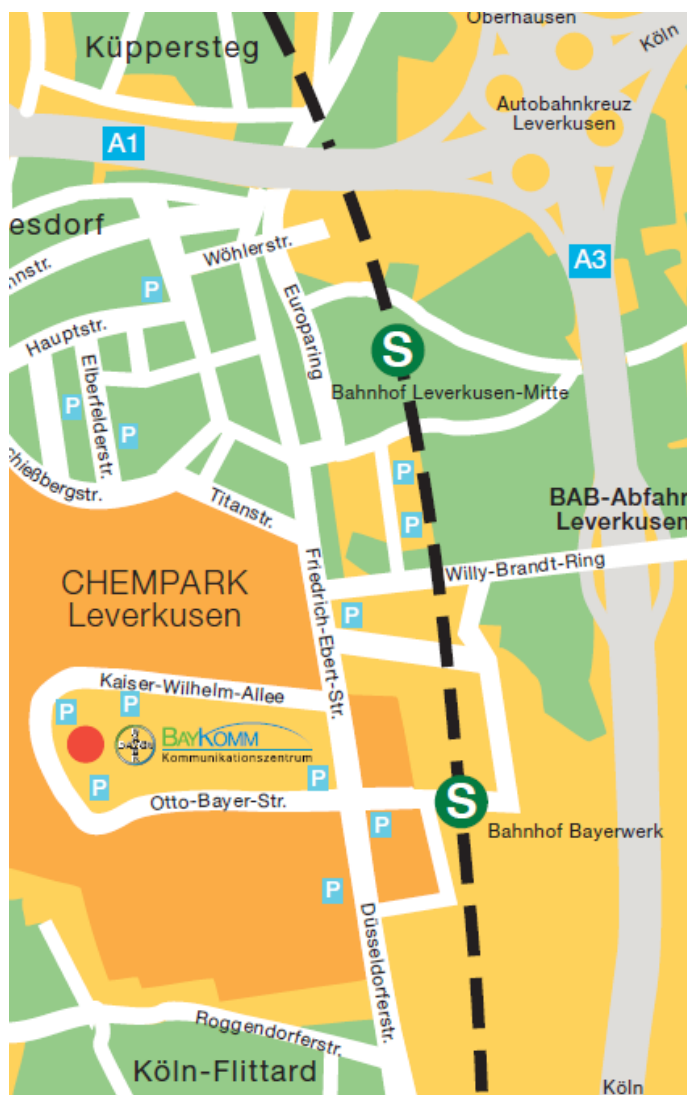 Oberhausen
Küppersteg
Köln
Autobahnkreuz
Leverkusen
A1
esdorf
Wöhlerstr.
A3
nnstr.
P
Europaring
Hauptstr.
S
Elberfelderstr.
Bahnhof Leverkusen-Mitte
P
P
chießbergstr.
P
Titanstr.
BAB-Abfahr
Leverkusen
P
Friedrich-Ebert-Str.
Willy-Brandt-Ring
CHEMPARK
Leverkusen
P
Kaiser-Wilhelm-Allee
P
P
BAYER
BAYER
BAYKOMM
Kommunikationszentrum
P
P
Otto-Bayer-Str.
S
P
Bahnhof Bayerwerk
P
Düsseldorferstr.
Roggendorferstr.
Köln-Flittard
Köln